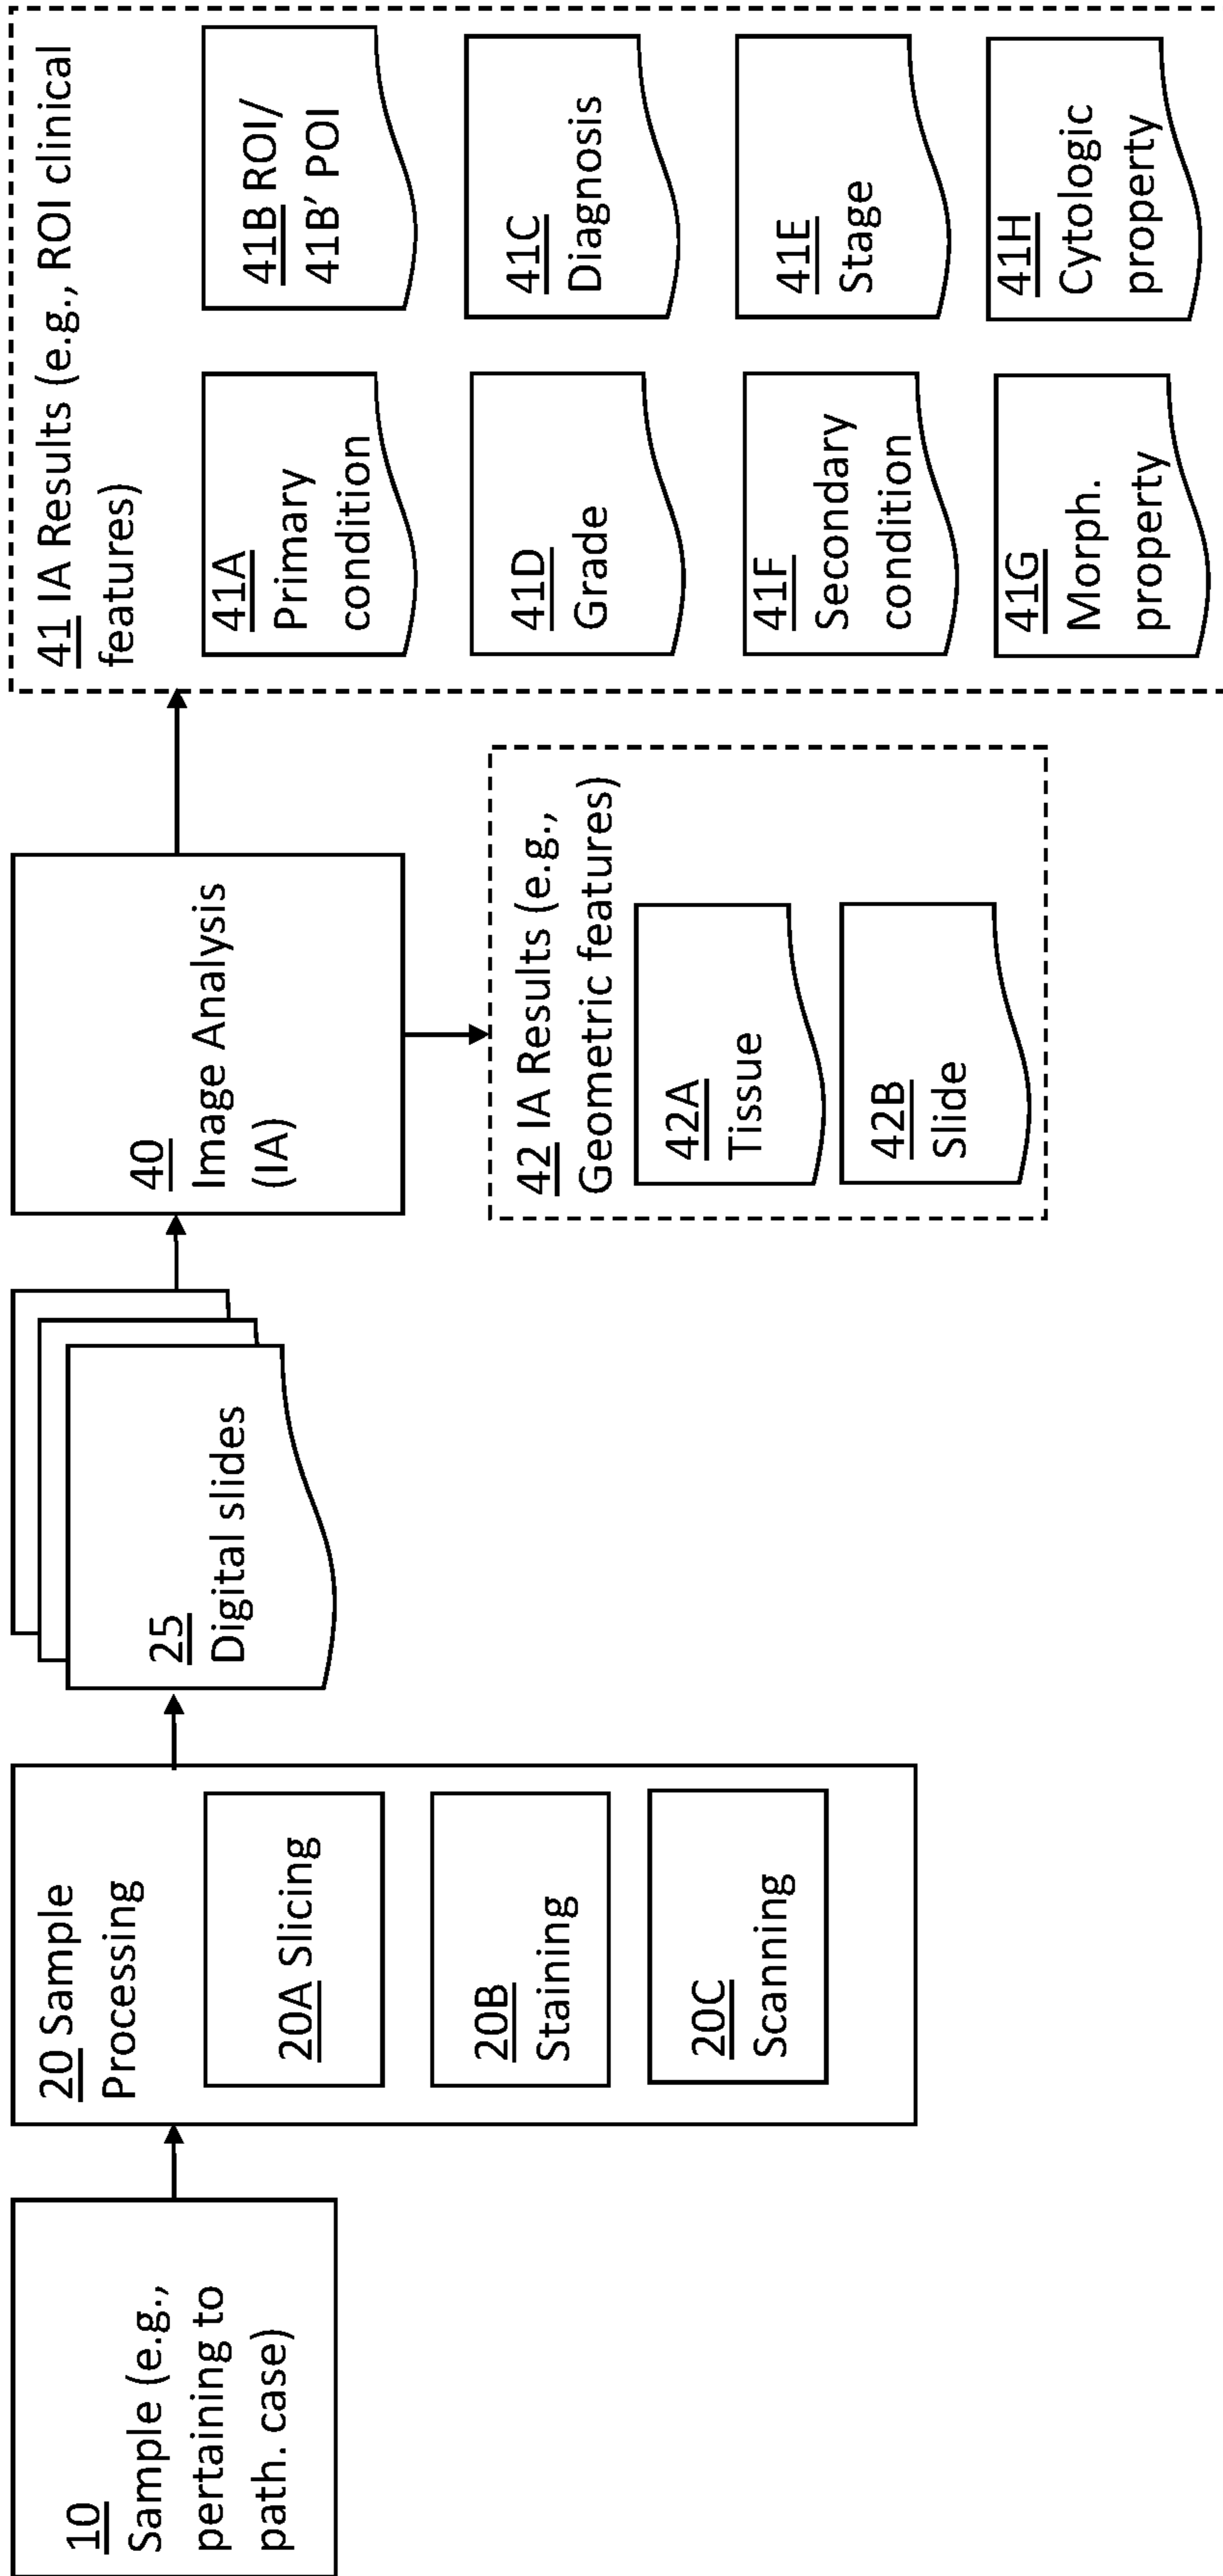 10
Sample (e.g.,
pertaining to
path. case)
20 Sample
Processing
20A Slicing
20B
Staining
20C
Scanning
25
Digital slides
40
Image Analysis
(IA)
42 IA Results (e.g.,
Geometric features)
42A
Tissue
42B
Slide
41 IA Results (e.g., ROI clinical
features)
41A
Primary
condition
41B ROI/
41B' POI
41D
Grade
41C
Diagnosis
41F
Secondary
condition
41E
Stage
41G
Morph.
property
41H
Cytologic
property